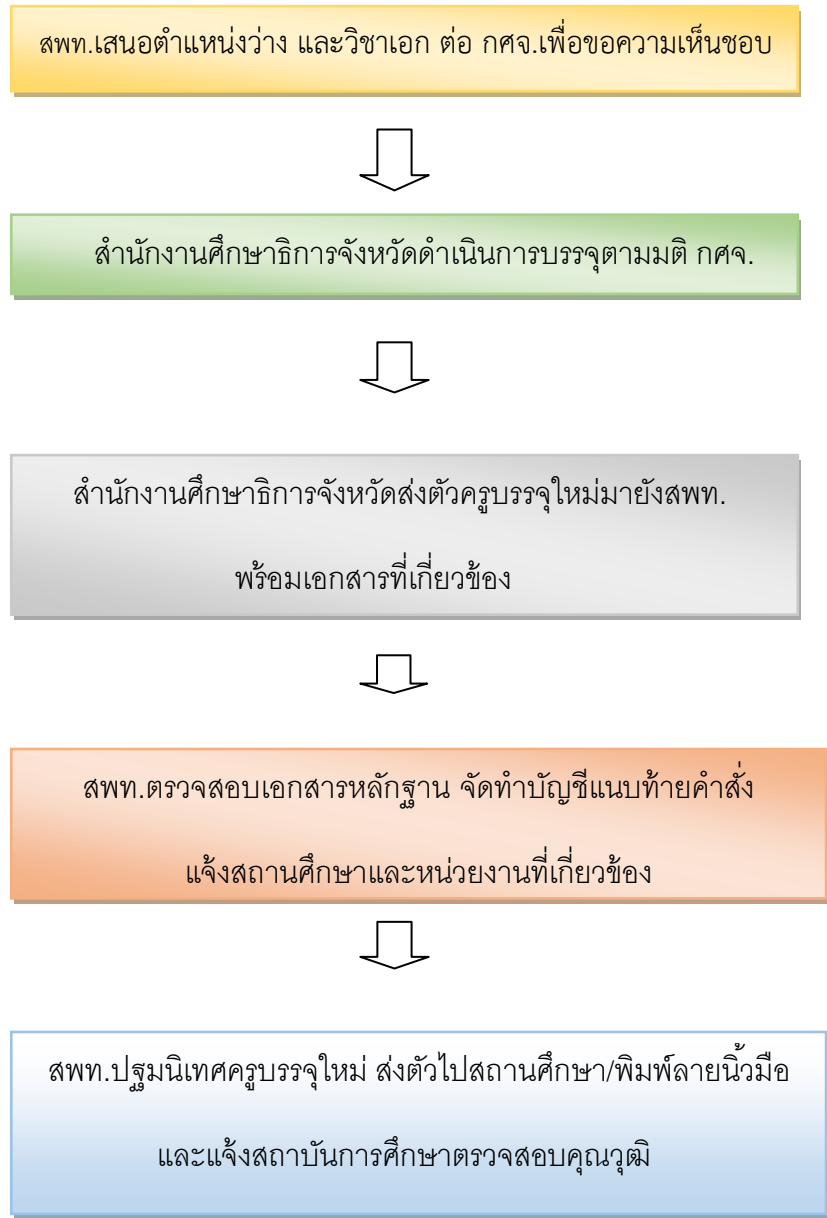 สพท.เสนอตำแหน่งว่าง และวิชาเอก ต่อ กศจ.เพื่อขอความเห็นชอบ
สำนักงานศึกษาธิการจังหวัดดำเนินการบรรจุตามมติ กศจ.
สำนักงานศึกษาธิการจังหวัดส่งตัวครูบรรจุใหม่มายังสพท.
พร้อมเอกสารที่เกี่ยวข้อง
สพท.ตรวจสอบเอกสารหลักฐาน จัดทำบัญชีแนบท้ายคำสั่ง
แจ้งสถานศึกษาและหน่วยงานที่เกี่ยวข้อง
สพท.ปฐมนิเทศครูบรรจุใหม่ ส่งตัวไปสถานศึกษา/พิมพ์ลายนิ้วมือ
และแจ้งสถาบันการศึกษาตรวจสอบคุณวุฒิ